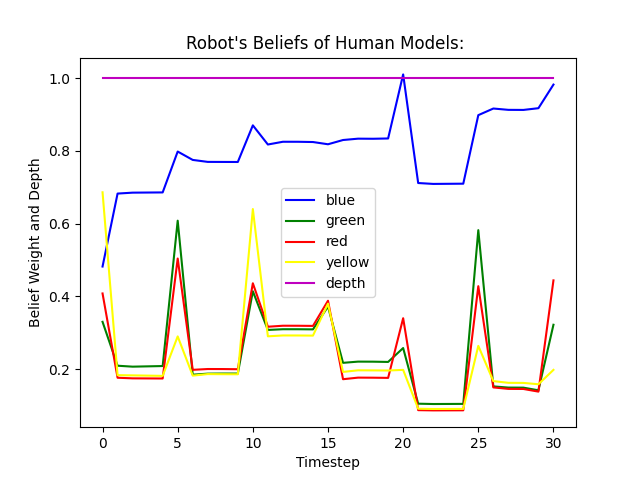 Robot's Beliefs of Human Models:
Belief Weight and Depth
1.0
0.8
0.6
0.4
0.2
blue
green
red
yellow
depth
0
5
10
15
20
25
30
Timestep